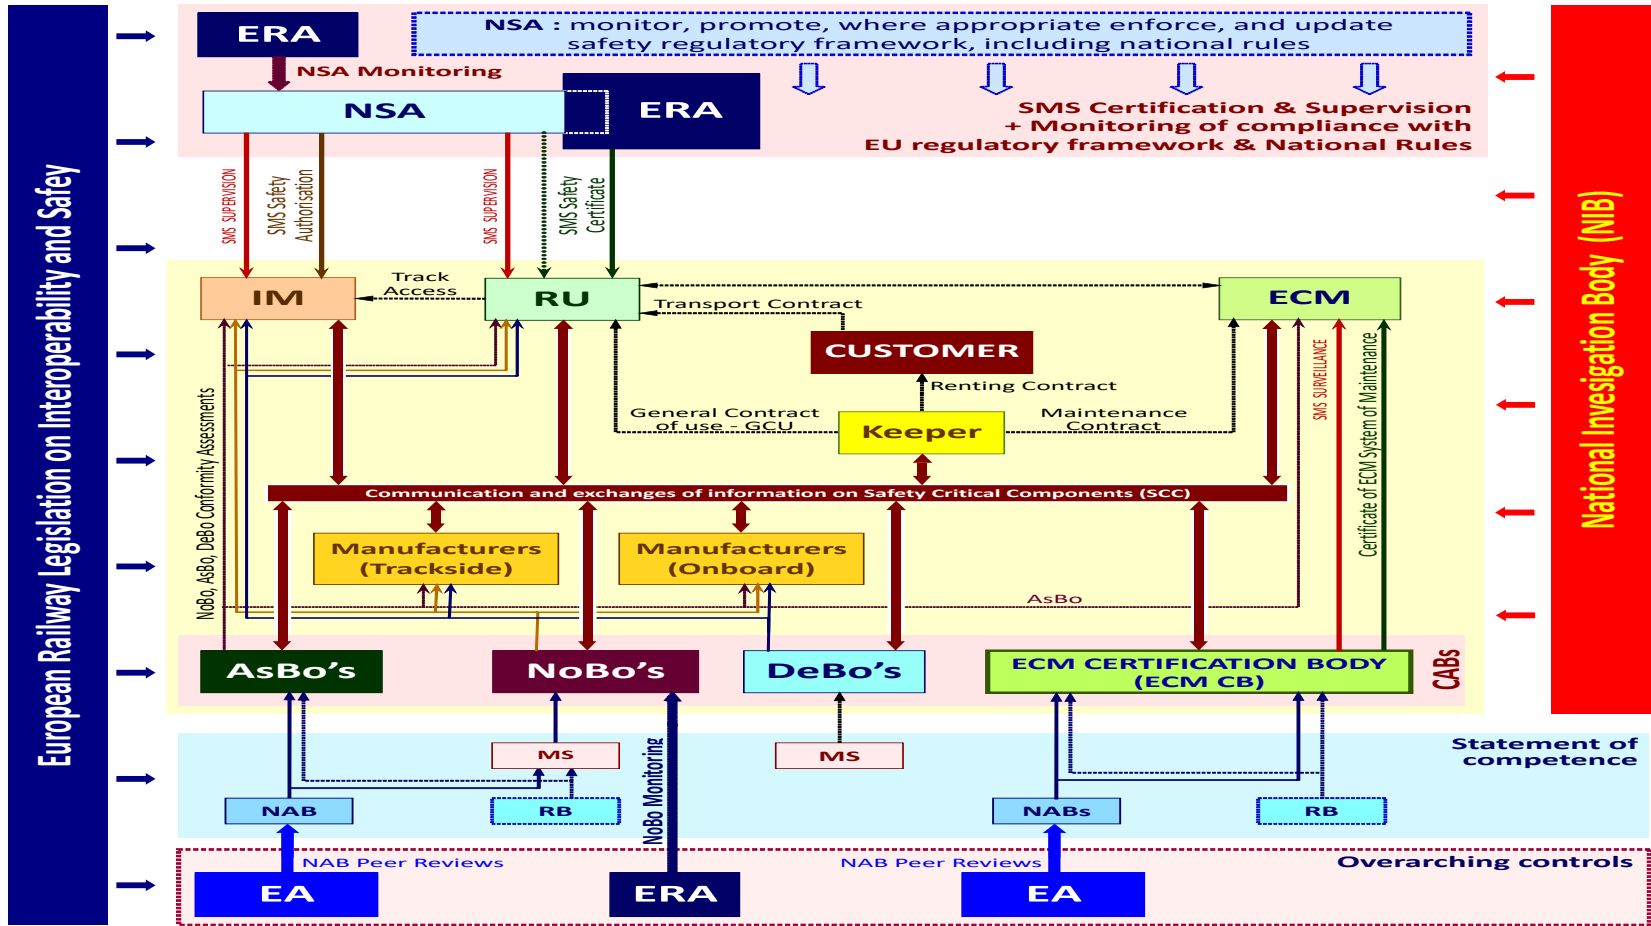 European Railway Legislation on Interoperability and Safey
ERA
NSA : monitor, promote, where appropriate enforce, and update
safety regulatory framework, including national rules
NSA Monitoring
NSA
ERA
SMS Certification & Supervision
+ Monitoring of compliance with
EU regulatory framework & National Rules
SMS SUPERVISION
SMS Safety
Authorisation
SMS SUPERVISION
SMS Safety
Certificate
National Invesigation Body (NIB)
IM
Track
Access
RU
ECM
Transport Contract
CUSTOMER
Renting Contract
General Contract
of use - GCU
Keeper
Maintenance
Contract
SMS SURVEILLANCE
Certificate of ECM System of Maintenance
NoBo, AsBo, DeBo Conformity Assessments
Communication and exchanges of information on Safety Critical Components (SCC)
Manufacturers
(Trackside)
Manufacturers
(Onboard)
AsBo
AsBo's
NoBo's
DeBo's
ECM CERTIFICATION BODY
(ECM CB)
CABs
MS
MS
Statement of
competence
NoBo Monitoring
NAB
RB
NABs
RB
NAB Peer Reviews
NAB Peer Reviews
Overarching controls
EA
ERA
EA